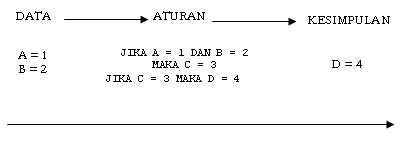 DATA ATURAN KESIMPULAN
A = 1
B = 2
JIKA A = 1 DAN B = 2
MAKA C = 3
JIKA C = 3 MAKA D = 4
D = 4